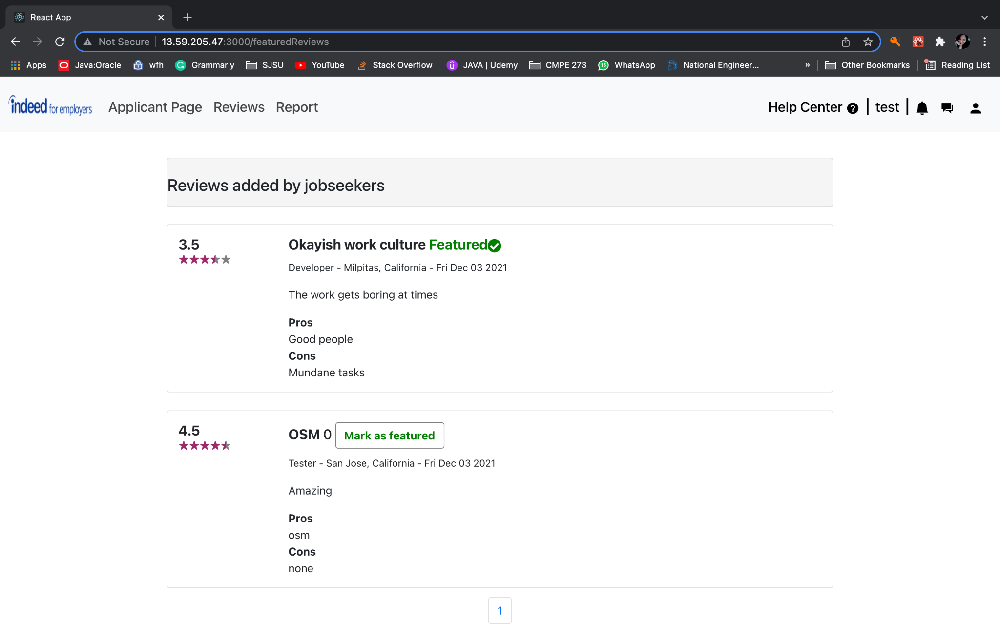 React App
Not Secure 13.59.205.47:3000/featuredReviews
Apps Java:Oracle wfh Grammarly SJSU YouTube Stack Overflow JAVA | Udemy CMPE 273 15 WhatsApp National Engineer... » Other Bookmarks Reading List
indeed for employers Applicant Page Reviews Report Help Center ? | test |
Reviews added by jobseekers
3.5 Okayish work culture Featured
Developer - Milpitas, California - Fri Dec 03 2021
The work gets boring at times
Pros
Good people
Cons
Mundane tasks
4.5 OSM 0 Mark as featured
Tester - San Jose, California - Fri Dec 03 2021
Amazing
Pros
osm
Cons
none
1